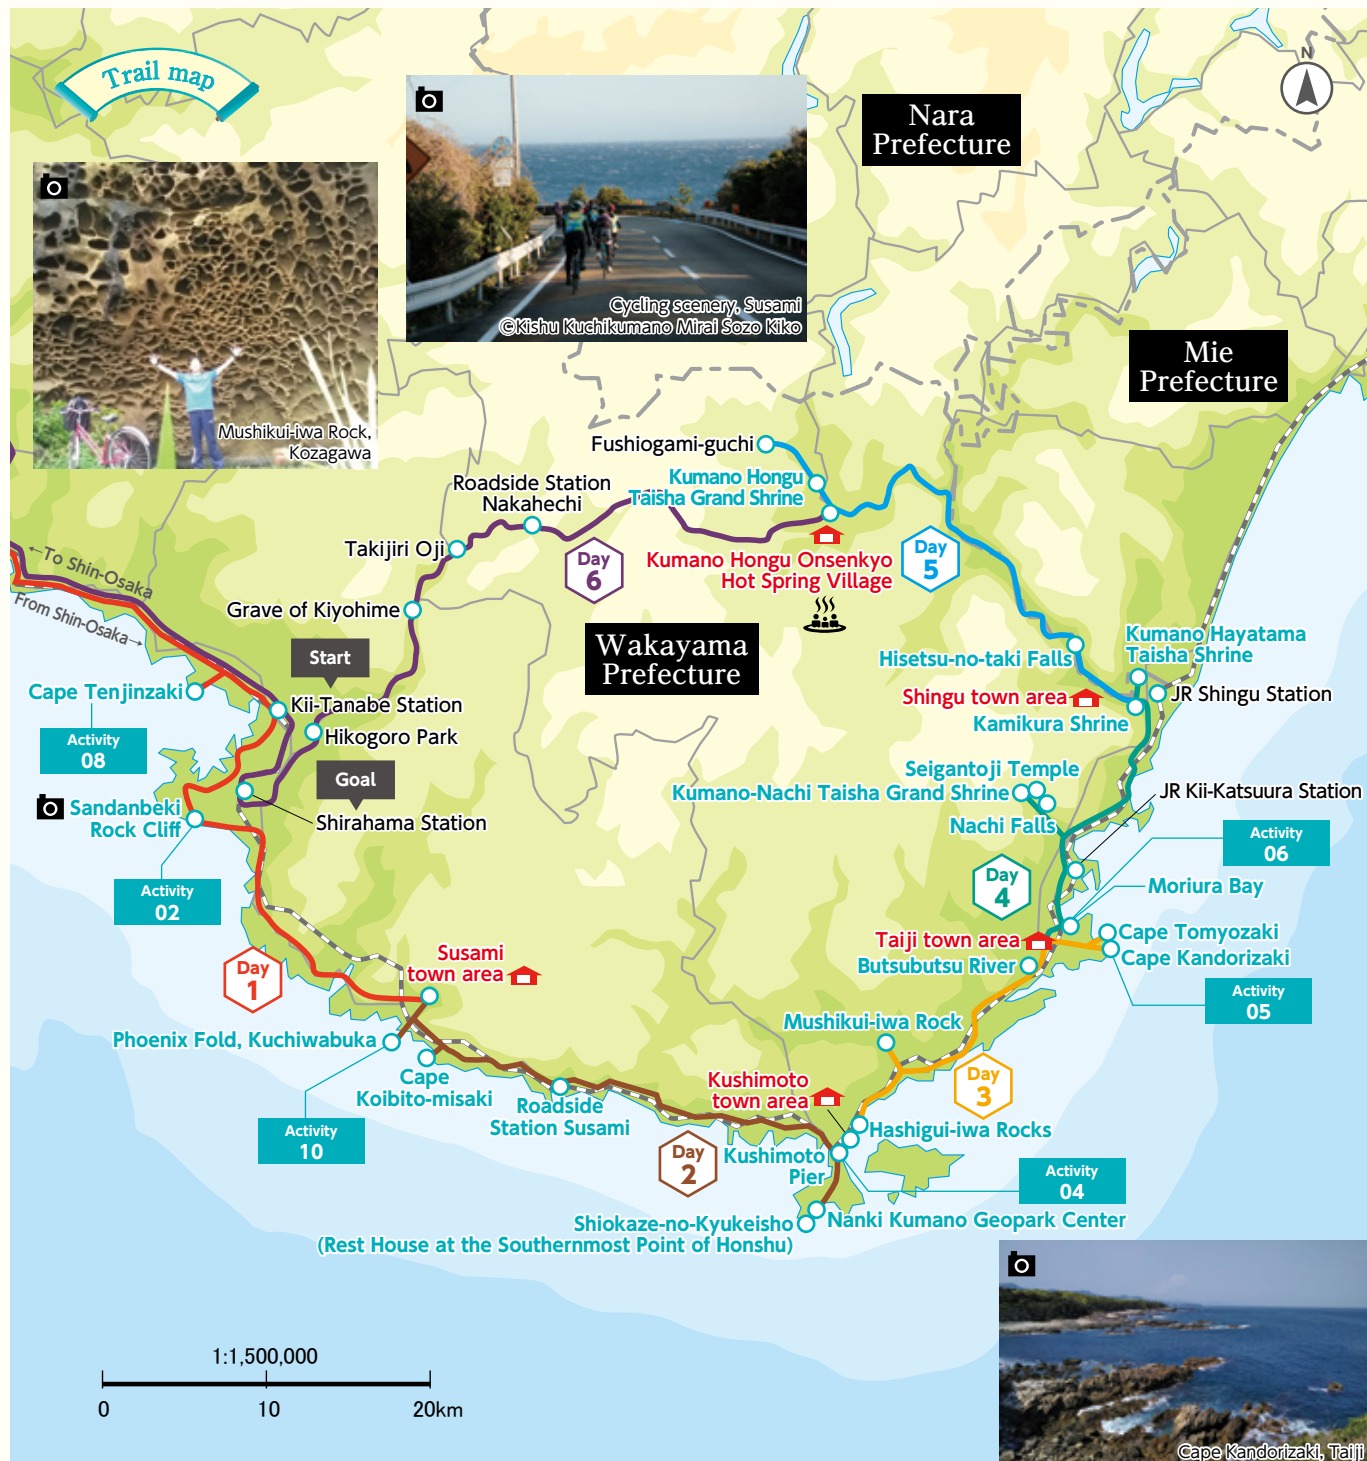 Trail map
N
Nara
Prefecture
Mie
Prefecture
Cycling scenery, Susami
©Kishu Kuchikumano Mirai Sozo Kiko
Mushikui-iwa Rock,
Kozagawa
Fushiogami-guchi
Kumano Hongu
Taisha Grand Shrine
Roadside Station
Nakahechi
Takijiri Oji
Day
6
Kumano Hongu Onsenkyo
Hot Spring Village
Day
5
←To Shin-Osaka
From Shin-Osaka→
Grave of Kiyohime
Wakayama
Prefecture
Start
Kii-Tanabe Station
Hikogoro Park
Goal
Shirahama Station
Cape Tenjinzaki
Activity
08
Sandanbeki
Rock Cliff
Activity
02
Hisetsu-no-taki Falls
Kumano Hayatama
Taisha Shrine
Shingu town area
JR Shingu Station
Kamikura Shrine
Seigantoji Temple
Kumano-Nachi Taisha Grand Shrine
Nachi Falls
JR Kii-Katsuura Station
Activity
06
Day
4
Moriura Bay
Taiji town area
Cape Tomyozaki
Butsubutsu River
Cape Kandorizaki
Activity
05
Day
1
Susami
town area
Phoenix Fold, Kuchiwabuka
Cape
Koibito-misaki
Activity
10
Roadside
Station Susami
Mushikui-iwa Rock
Kushimoto
town area
Day
3
Day
2
Hashigui-iwa Rocks
Kushimoto
Pier
Activity
04
Nanki Kumano Geopark Center
Shiokaze-no-Kyukeisho
(Rest House at the Southernmost Point of Honshu)
1:1,500,000
0 10 20km
Cape Kandorizaki, Taiji